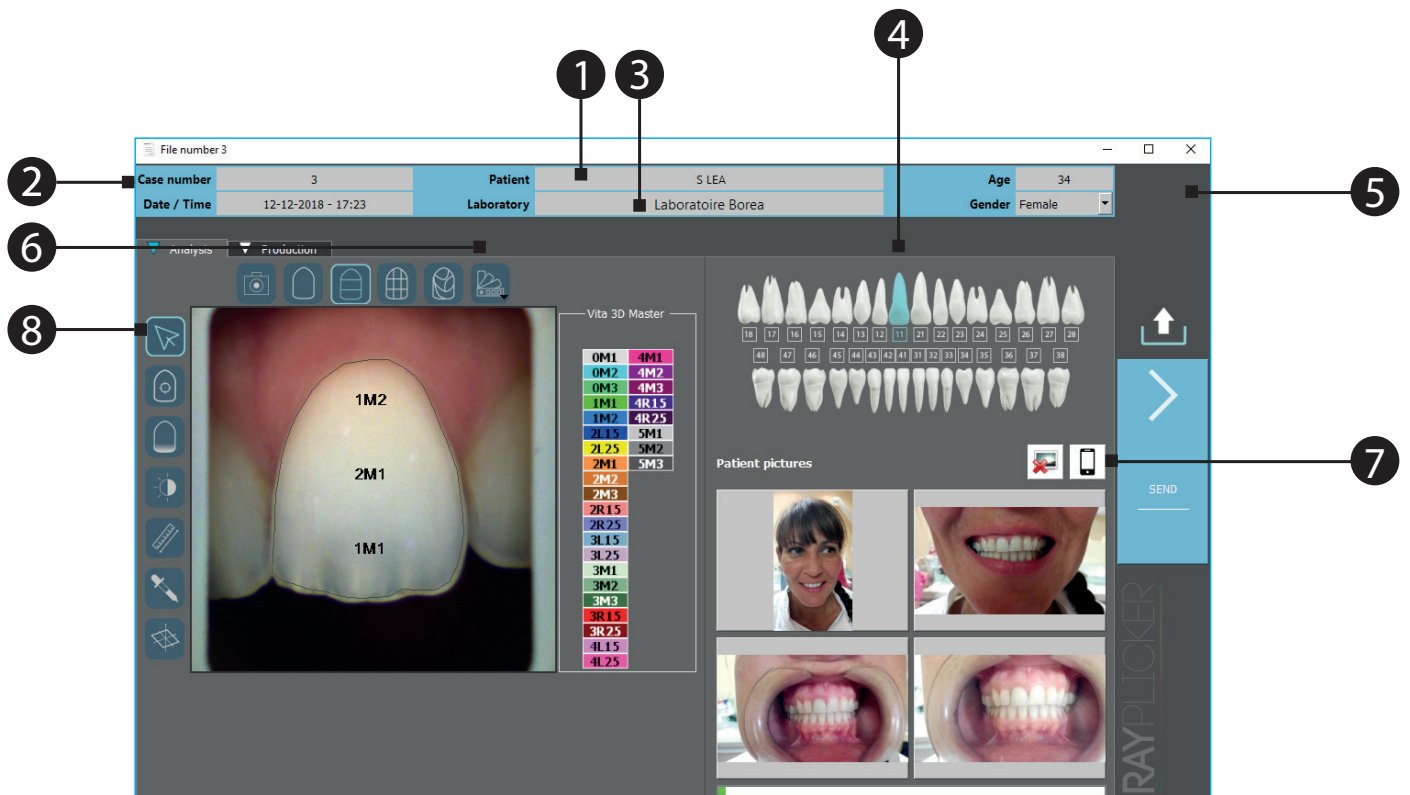 4
1 3
File number 3
2
Case number 3 Patient S LEA Age 34
5
Date / Time 12-12-2018 - 17:23 Laboratory Laboratoire Borea Gender Female
6
Analysis Production
8
Vita 3D Master
18 17 16 15 14 13 12 11 21 22 23 24 25 26 27 28
48 47 46 45 44 43 42 41 31 32 33 34 35 36 37 38
0M1 4M1
0M2 4M2
0M3 4M3
1M1 4R15
1M2 4R25
2L15 5M1
2L25 5M2
2M1 5M3
2M2
2M3
2R15
2R25
3L15
3L25
3M1
3M2
3M3
3R15
3R25
4L15
4L25
1M2
2M1
1M1
Patient pictures
7
SEND
RAYPLICKER